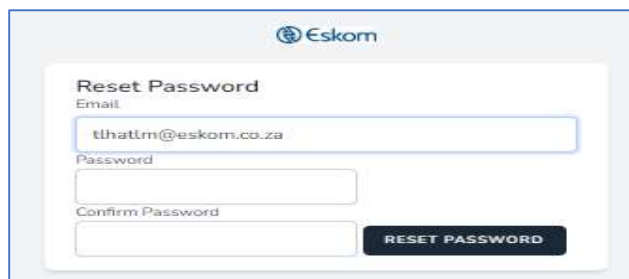 Eskom
Reset Password
Email
tlhatlm@eskom.co.za
Password
Confirm Password
RESET PASSWORD